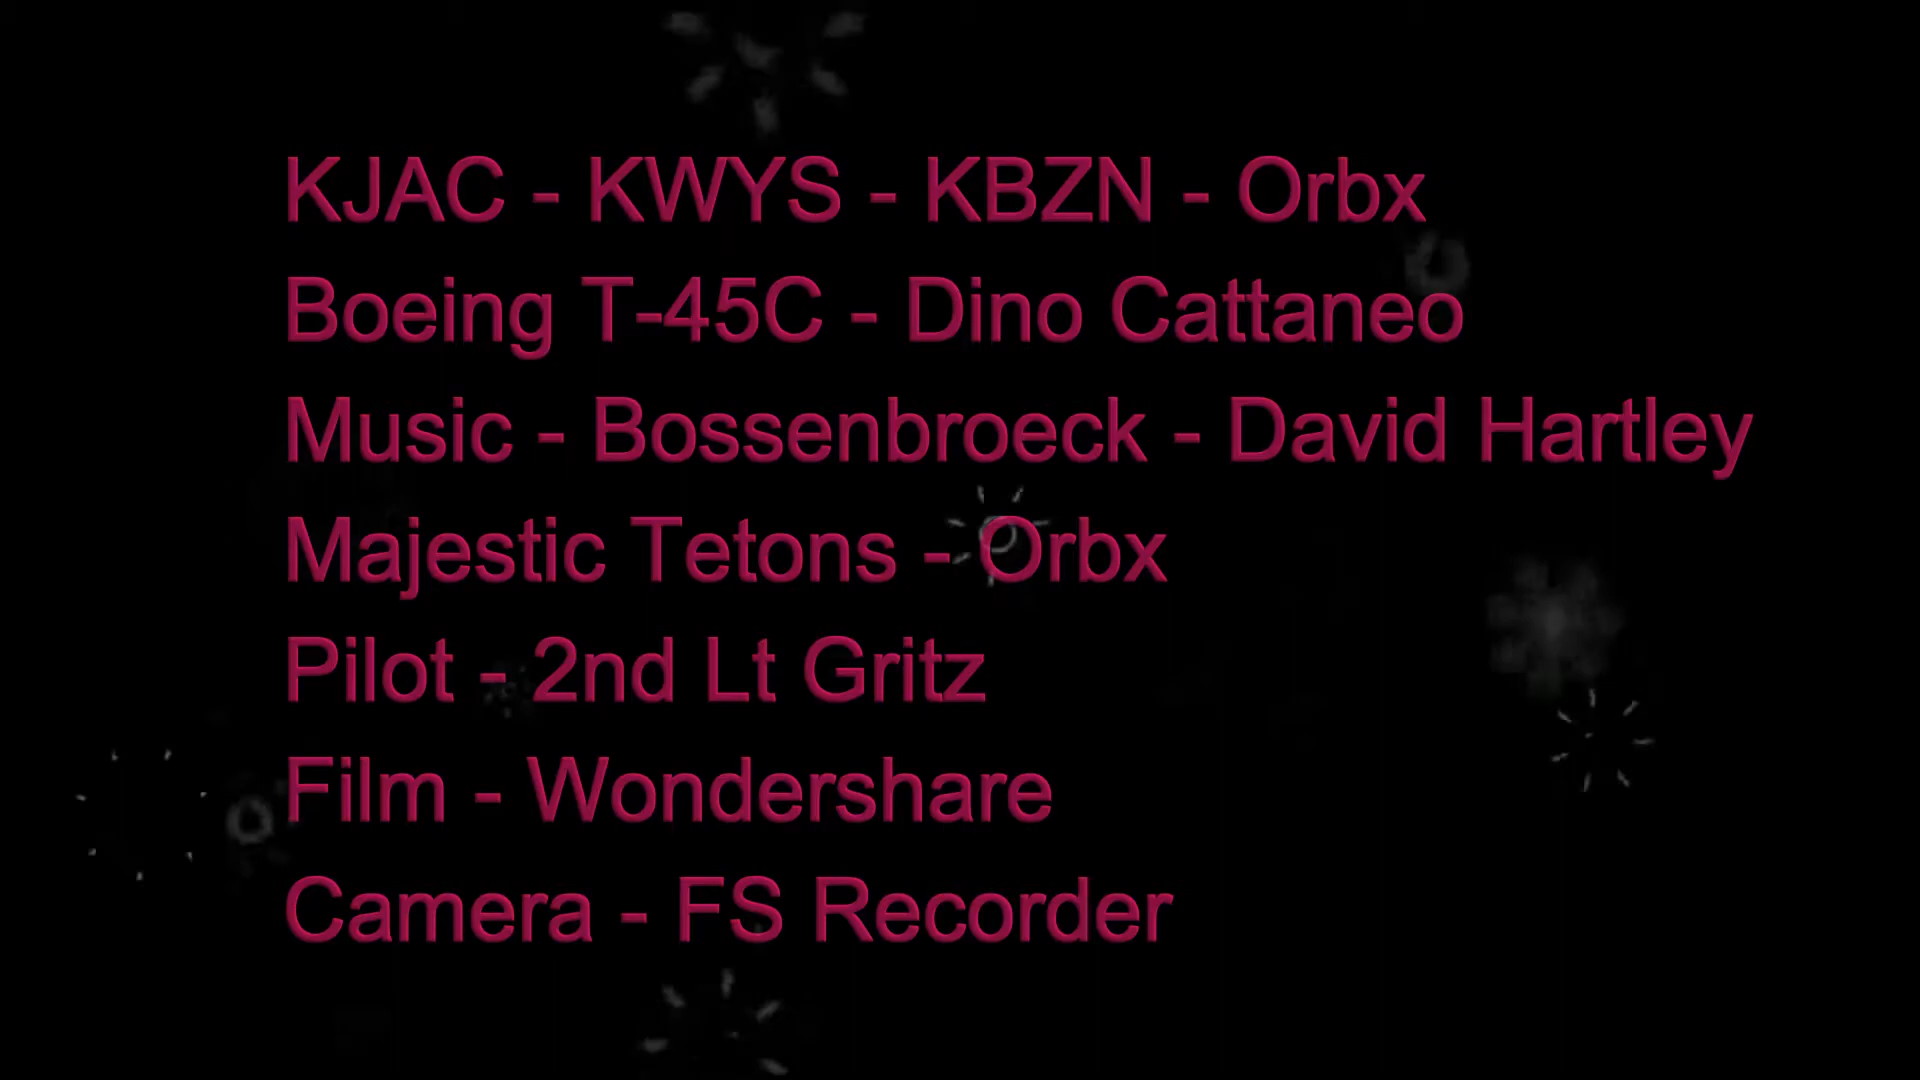 KJAC - KWYS - KBZN - Orbx
Boeing T-45C - Dino Cattaneo
Music - Bossenbroeck - David Hartley
Majestic Tetons - Orbx
Pilot - 2nd Lt Gritz
Film - Wondershare
Camera - FS Recorder